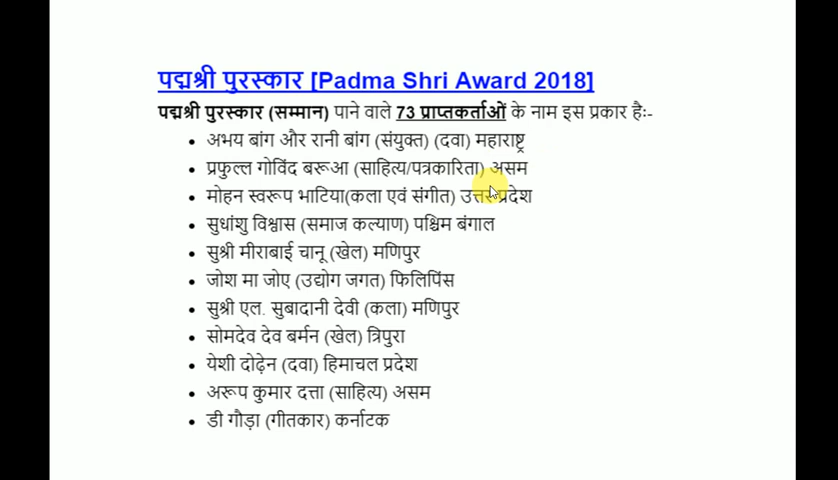 पद्मश्री पुरस्कार [Padma Shri Award 2018]
पद्मश्री पुरस्कार (सम्मान) पाने वाले 73 प्राप्तकर्ताओं के नाम इस प्रकार है:-
• अभय बांग और रानी बांग (संयुक्त) (दवा) महाराष्ट्र
• प्रफुल्ल गोविंद बरूआ (साहित्य/पत्रकारिता) असम
• मोहन स्वरूप भाटिया(कला एवं संगीत) उत्तर प्रदेश
• सुधांशु विश्वास (समाज कल्याण) पश्चिम बंगाल
• सुश्री मीराबाई चानू (खेल) मणिपुर
• जोश मा जोए (उद्योग जगत) फिलिपिंस
• सुश्री एल. सुबादानी देवी (कला) मणिपुर
• सोमदेव देव बर्मन (खेल) त्रिपुरा
• येशी दोढ़ेन (दवा) हिमाचल प्रदेश
• अरूप कुमार दत्ता (साहित्य) असम
• डी गौड़ा (गीतकार) कर्नाटक